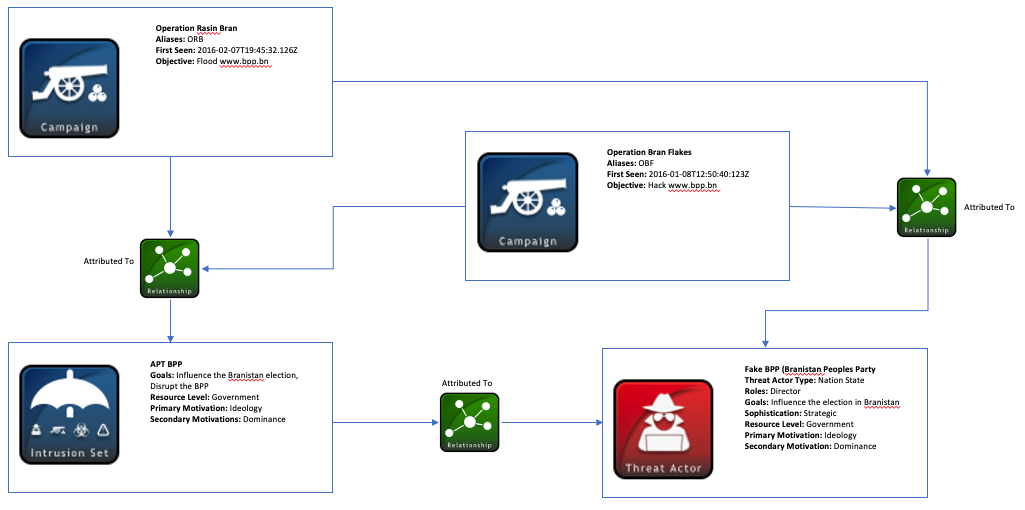 Operation Rasin Bran
Aliases: ORB
First Seen: 2016-02-07T19:45:32.126Z
Objective: Flood www.bpp.bn
Campaign
Operation Bran Flakes
Aliases: OBF
First Seen: 2016-01-08T12:50:40:123Z
Objective: Hack www.bpp.bn
Campaign
Relationship
Attributed To
Attributed To
Relationship
APT BPP
Goals: Influence the Branistan election,
Disrupt the BPP
Resource Level: Government
Primary Motivation: Ideology
Secondary Motivations: Dominance
Intrusion Set
Attributed To
Relationship
Fake BPP (Branistan Peoples Party
Threat Actor Type: Nation State
Roles: Director
Goals: Influence the election in Branistan
Sophistication: Strategic
Resource Level: Government
Primary Motivation: Ideology
Secondary Motivation: Dominance
Threat Actor